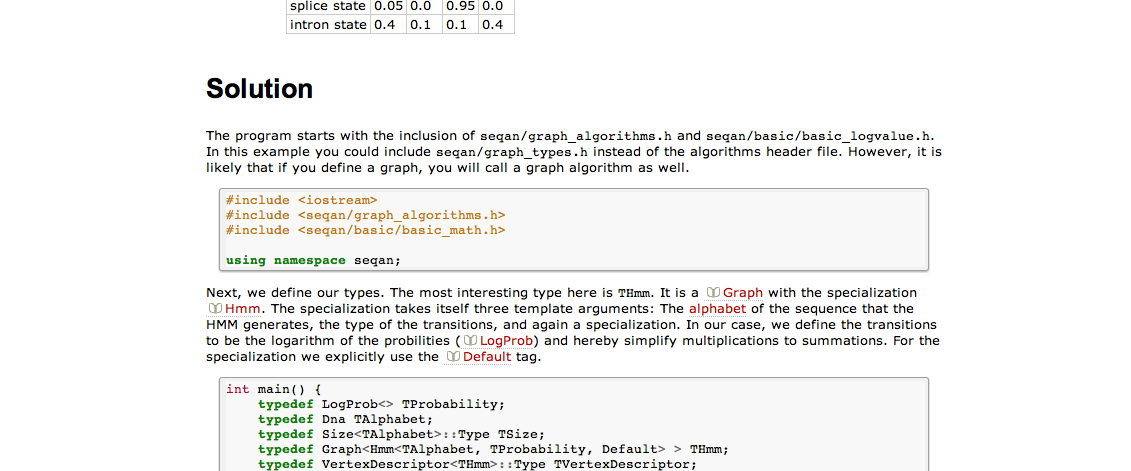 splice state 0.05 0.0 0.95 0.0
intron state 0.4 0.1 0.1 0.4
Solution
The program starts with the inclusion of seqan/graph_algorithms.h and seqan/basic/basic_logvalue.h.
In this example you could include seqan/graph_types.h instead of the algorithms header file. However, it is
likely that if you define a graph, you will call a graph algorithm as well.
#include <iostream>
#include <seqan/graph_algorithms.h>
#include <seqan/basic/basic_math.h>
using namespace seqan;
Next, we define our types. The most interesting type here is THmm. It is a Graph with the specialization
Hmm. The specialization takes itself three template arguments: The alphabet of the sequence that the
HMM generates, the type of the transitions, and again a specialization. In our case, we define the transitions
to be the logarithm of the probilities ( LogProb) and hereby simplify multiplications to summations. For the
specialization we explicitly use the Default tag.
int main() {
typedef LogProb<> TProbability;
typedef Dna TAlphabet;
typedef Size<TAlphabet>::Type TSize;
typedef Graph<Hmm<TAlphabet, TProbability, Default> > THmm;
typedef VertexDescriptor<THmm>::Type TVertexDescriptor;